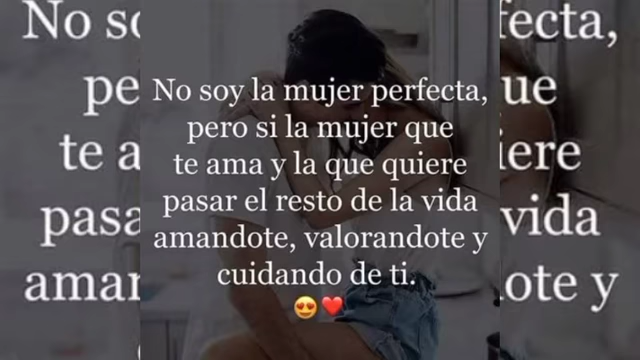 No soy la mujer perfecta,
pero si la mujer que
te ama y la que quiere
pasar el resto de la vida
amandote, valorandote y
cuidando de ti.
😍❤️